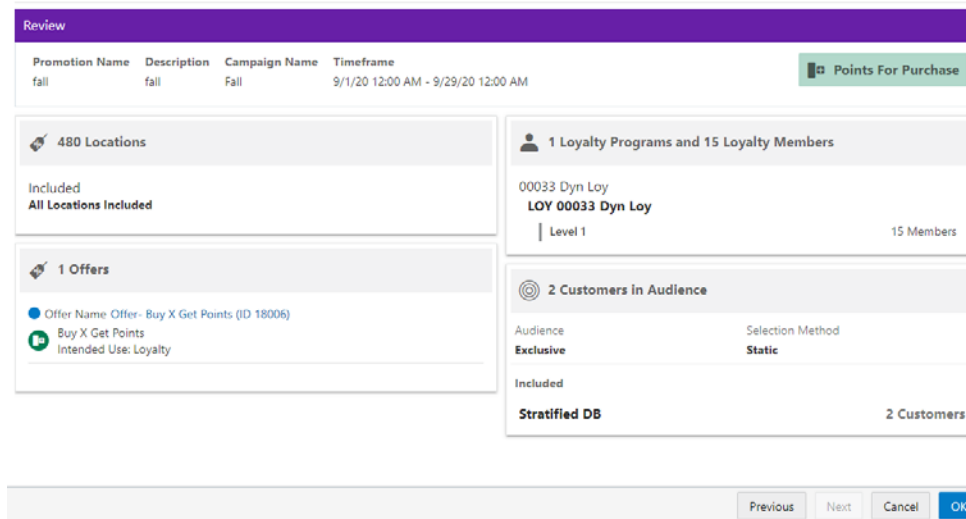 Review
Promotion Name Description Campaign Name Timeframe
fall fall Fall 9/1/20 12:00 AM - 9/29/20 12:00 AM
Points For Purchase
480 Locations
Included
All Locations Included
1 Offers
Offer Name Offer- Buy X Get Points (ID 18006)
Buy X Get Points
Intended Use: Loyalty
1 Loyalty Programs and 15 Loyalty Members
00033 Dyn Loy
LOY 00033 Dyn Loy
Level 1 15 Members
2 Customers in Audience
Audience Selection Method
Exclusive Static
Included
Stratified DB 2 Customers
Previous Next Cancel OK